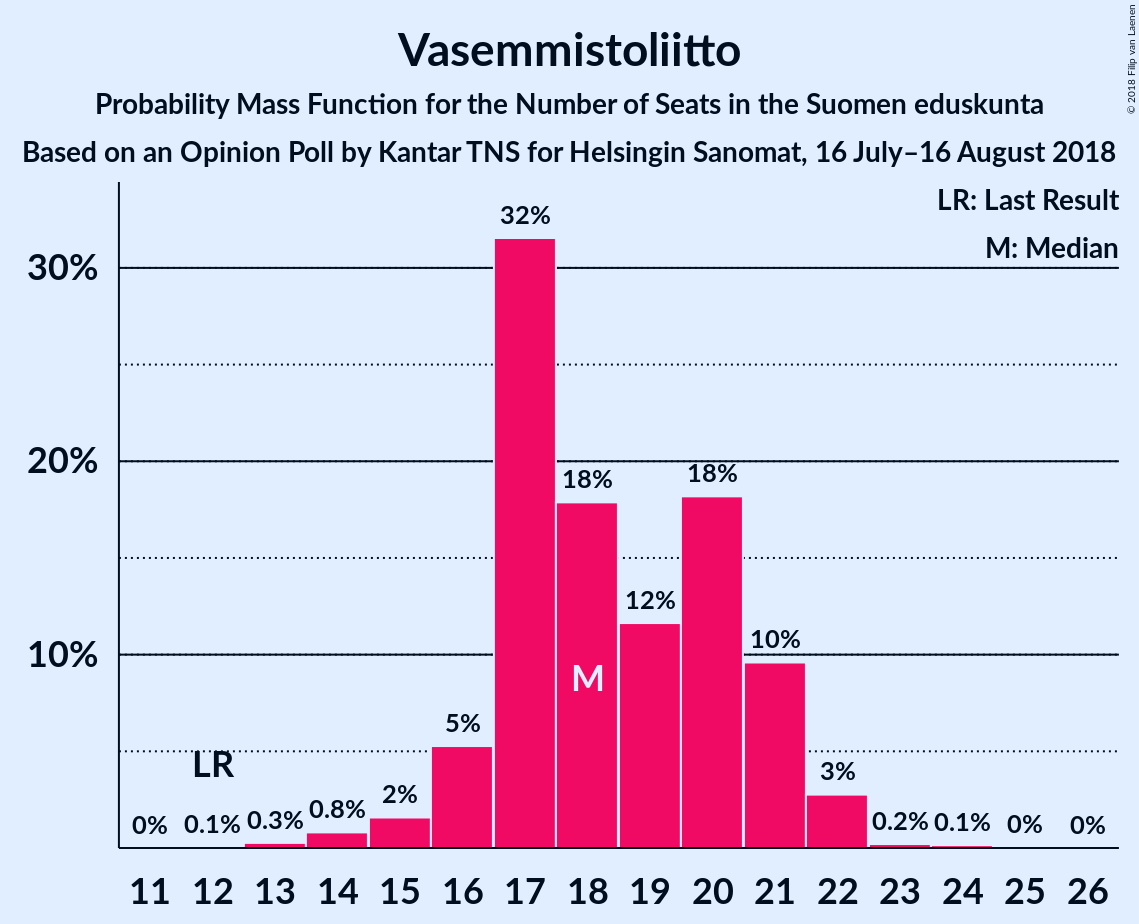 Vasemmistoliitto
Probability Mass Function for the Number of Seats in the Suomen eduskunta
Based on an Opinion Poll by Kantar TNS for Helsingin Sanomat, 16 July–16 August 2018
© 2018 Filip van Laenen
LR: Last Result
M: Median
30%
20%
10%
0% 0.1% 0.3% 0.8% 2% 5% 32% 18% 12% 18% 10% 3% 0.2% 0.1% 0% 0%
LR
M
11 12 13 14 15 16 17 18 19 20 21 22 23 24 25 26